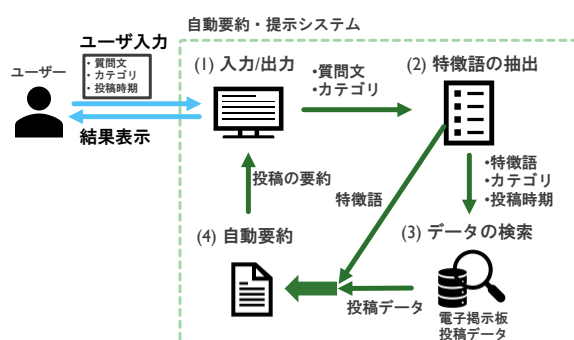 自動要約・提示システム
ユーザ入力
・質問文
・カテゴリ
・投稿時期
ユーザー
結果表示
(1) 入力/出力
•質問文
•カテゴリ
(2) 特徴語の抽出
•特徴語
•カテゴリ
•投稿時期
特徴語
投稿の要約
(3) データの検索
電子掲示板
投稿データ
投稿データ
(4) 自動要約